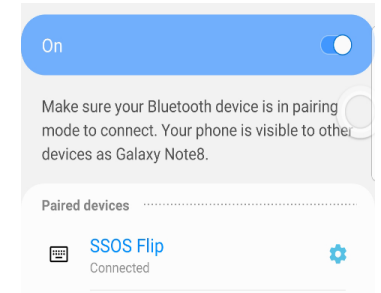 On
Make sure your Bluetooth device is in pairing
mode to connect. Your phone is visible to other
devices as Galaxy Note8.
Paired devices
SSOS Flip
Connected